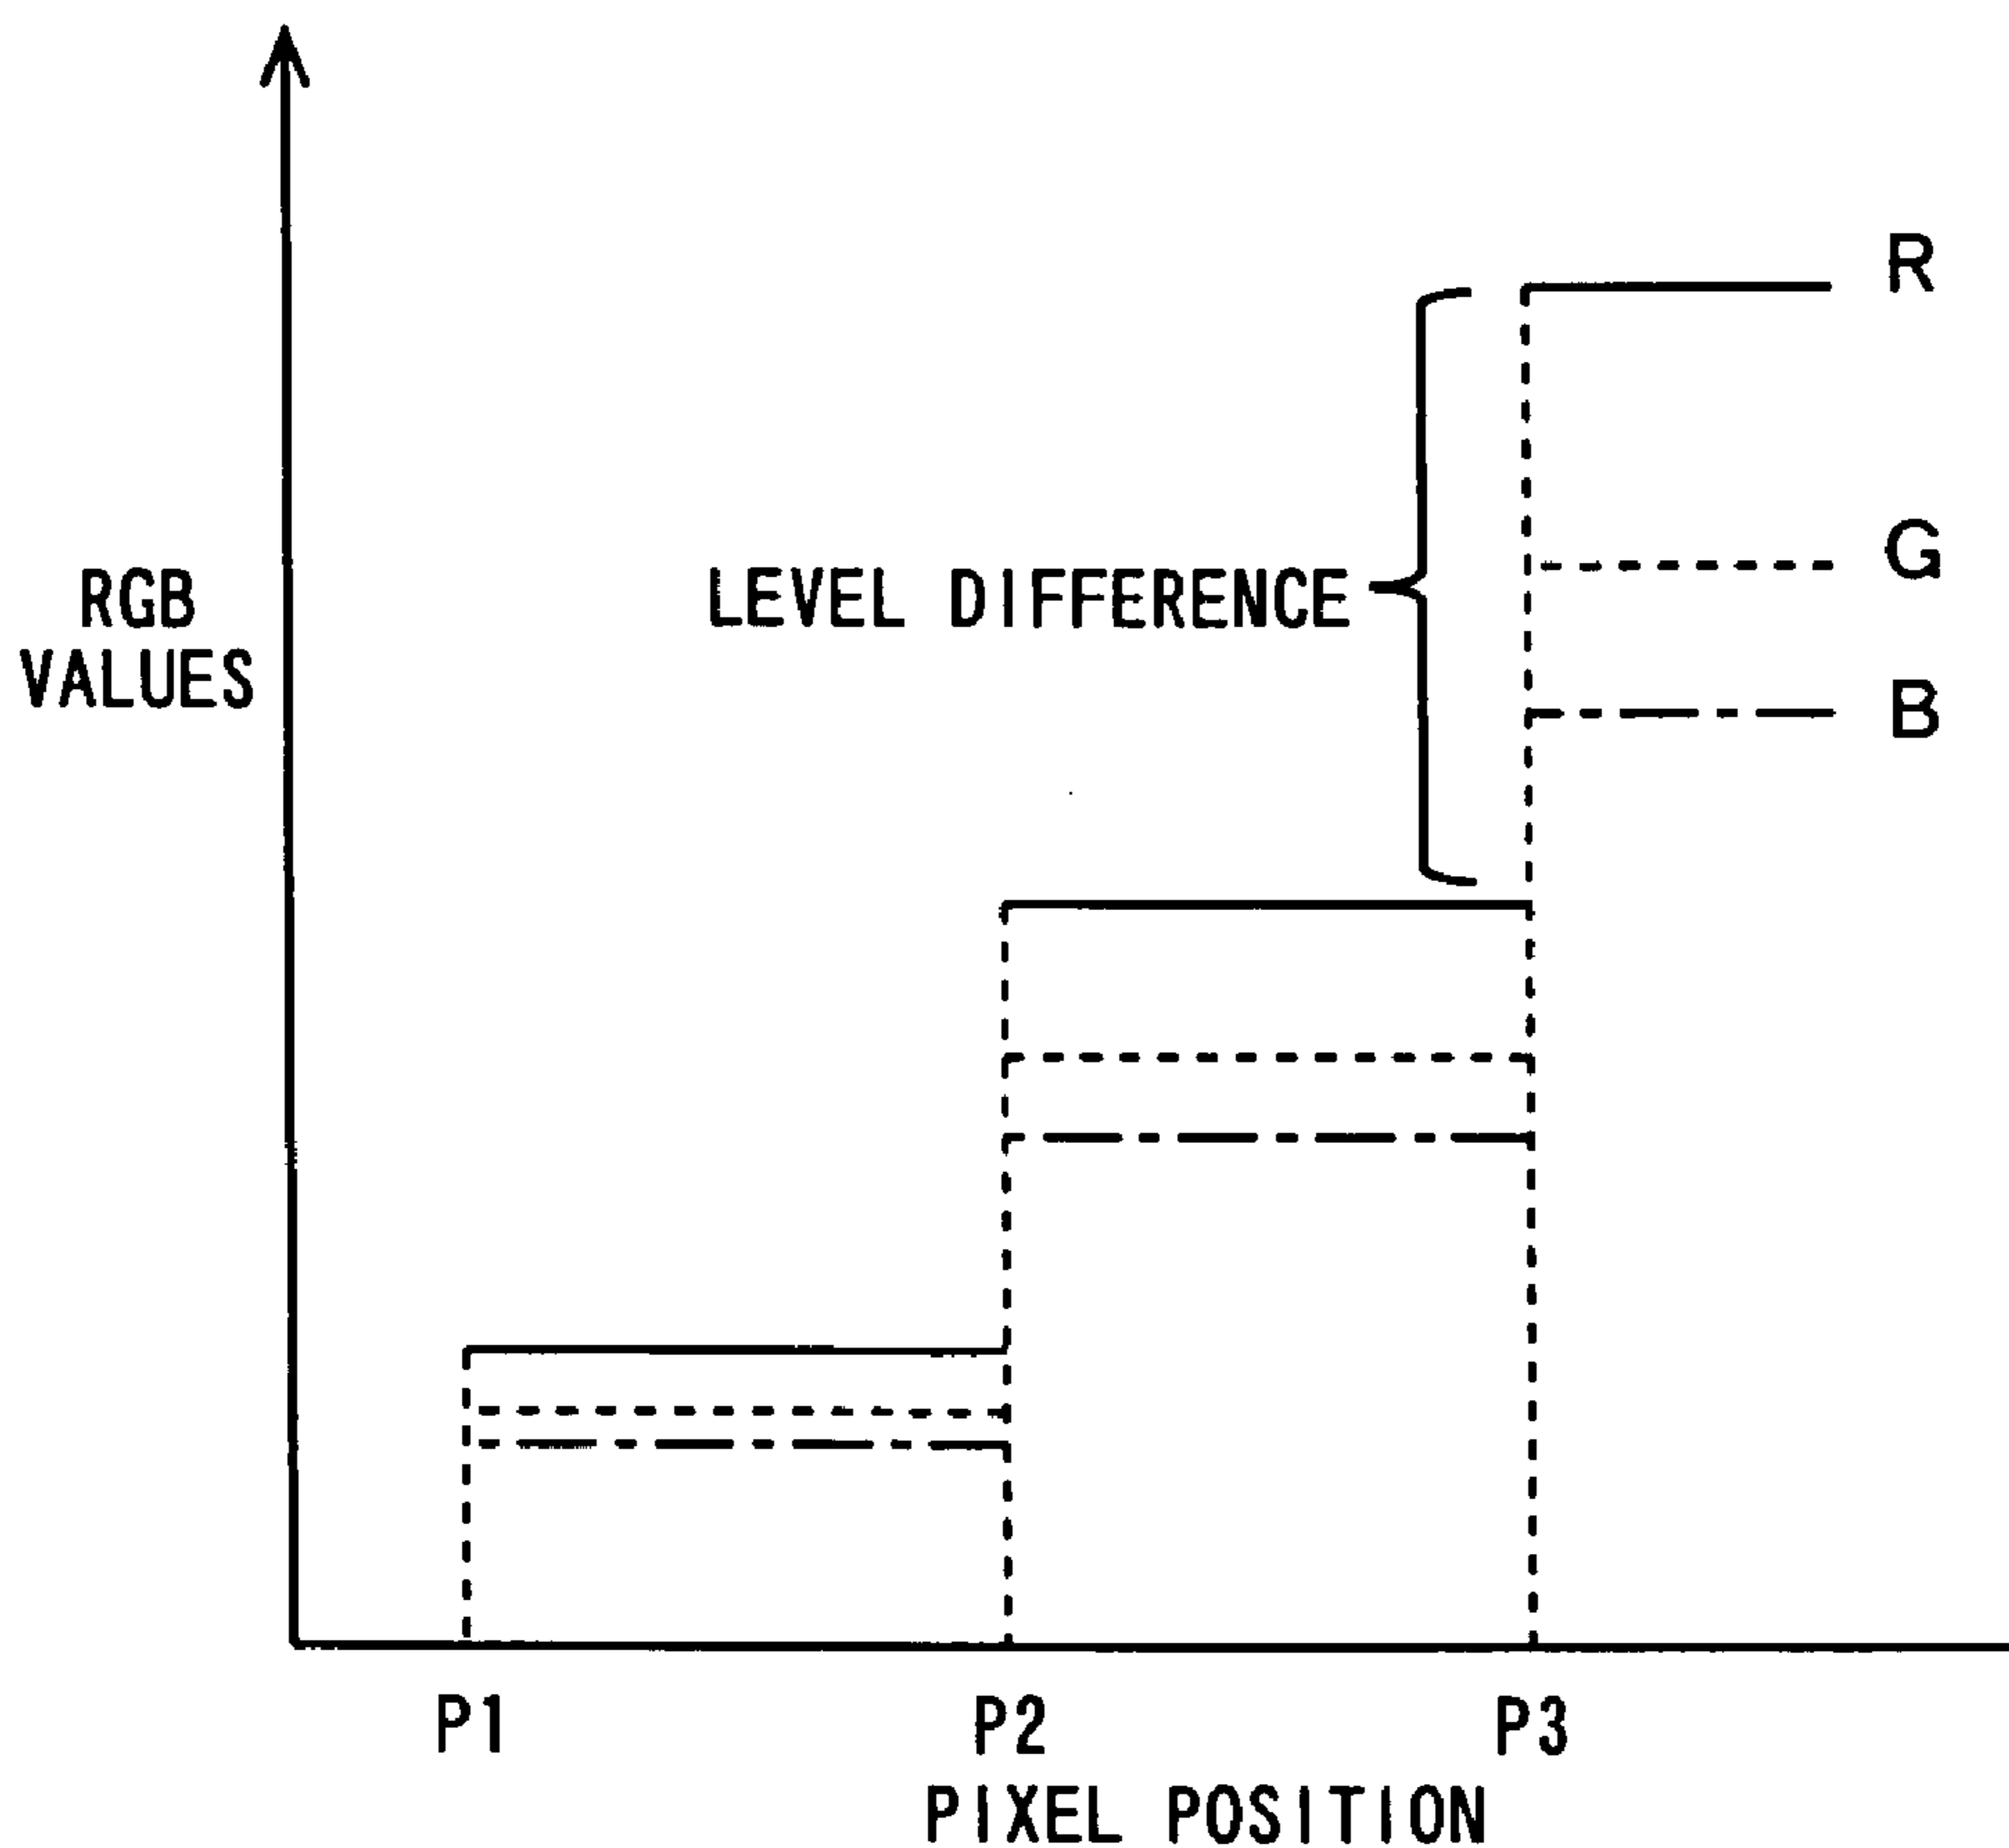 R
G
B
RGB
VALUES
LEVEL DIFFERENCE
P1 P2 P3
PIXEL POSITION